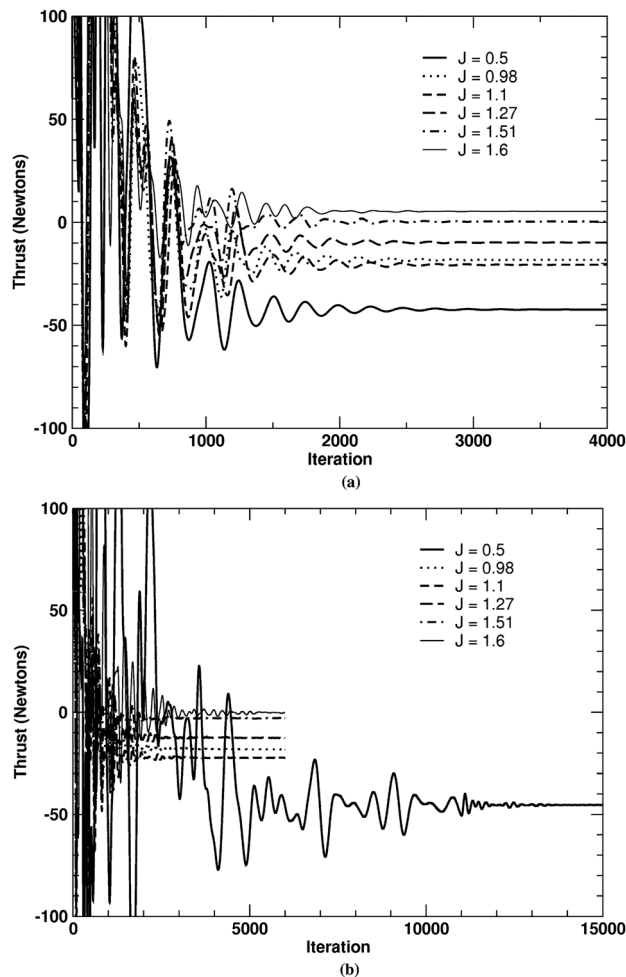 100
50
0
-50
-100
Thrust (Newtons)
J = 0.5
J = 0.98
J = 1.1
J = 1.27
J = 1.51
J = 1.6
0 1000 2000 3000 4000
Iteration
(a)
100
50
0
-50
-100
Thrust (Newtons)
J = 0.5
J = 0.98
J = 1.1
J = 1.27
J = 1.51
J = 1.6
0 5000 10000 15000
Iteration
(b)